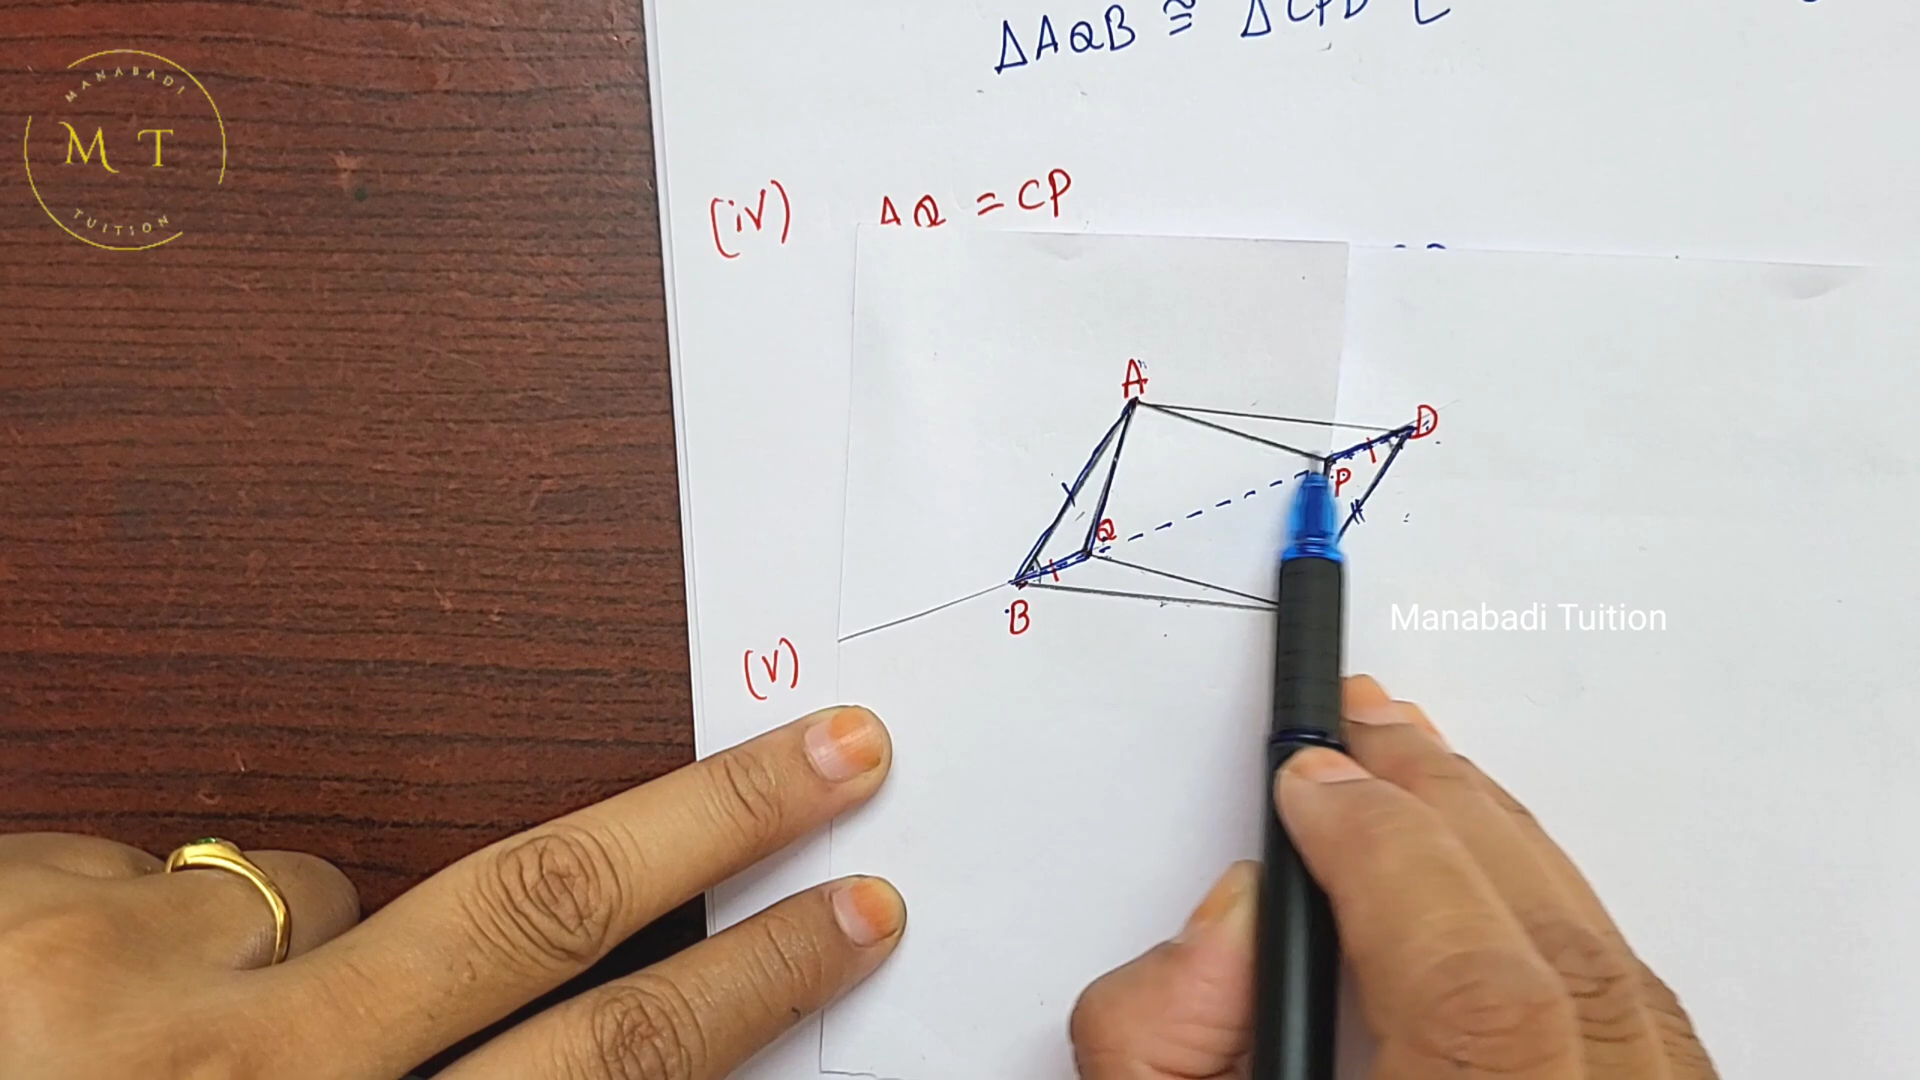 MANABADI
M T
TUITION
ΔAQB ≅ ΔCPD [
(iv) AQ = CP
A
D
P
Q
B
Manabadi Tuition
(v)